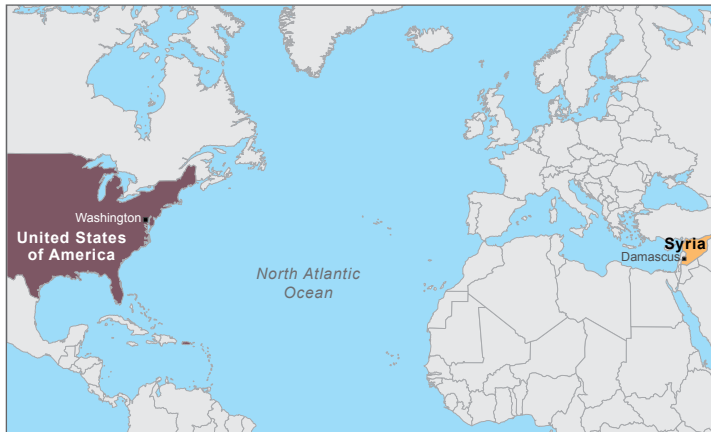 Washington
United States
of America
North Atlantic
Ocean
Syria
Damascus